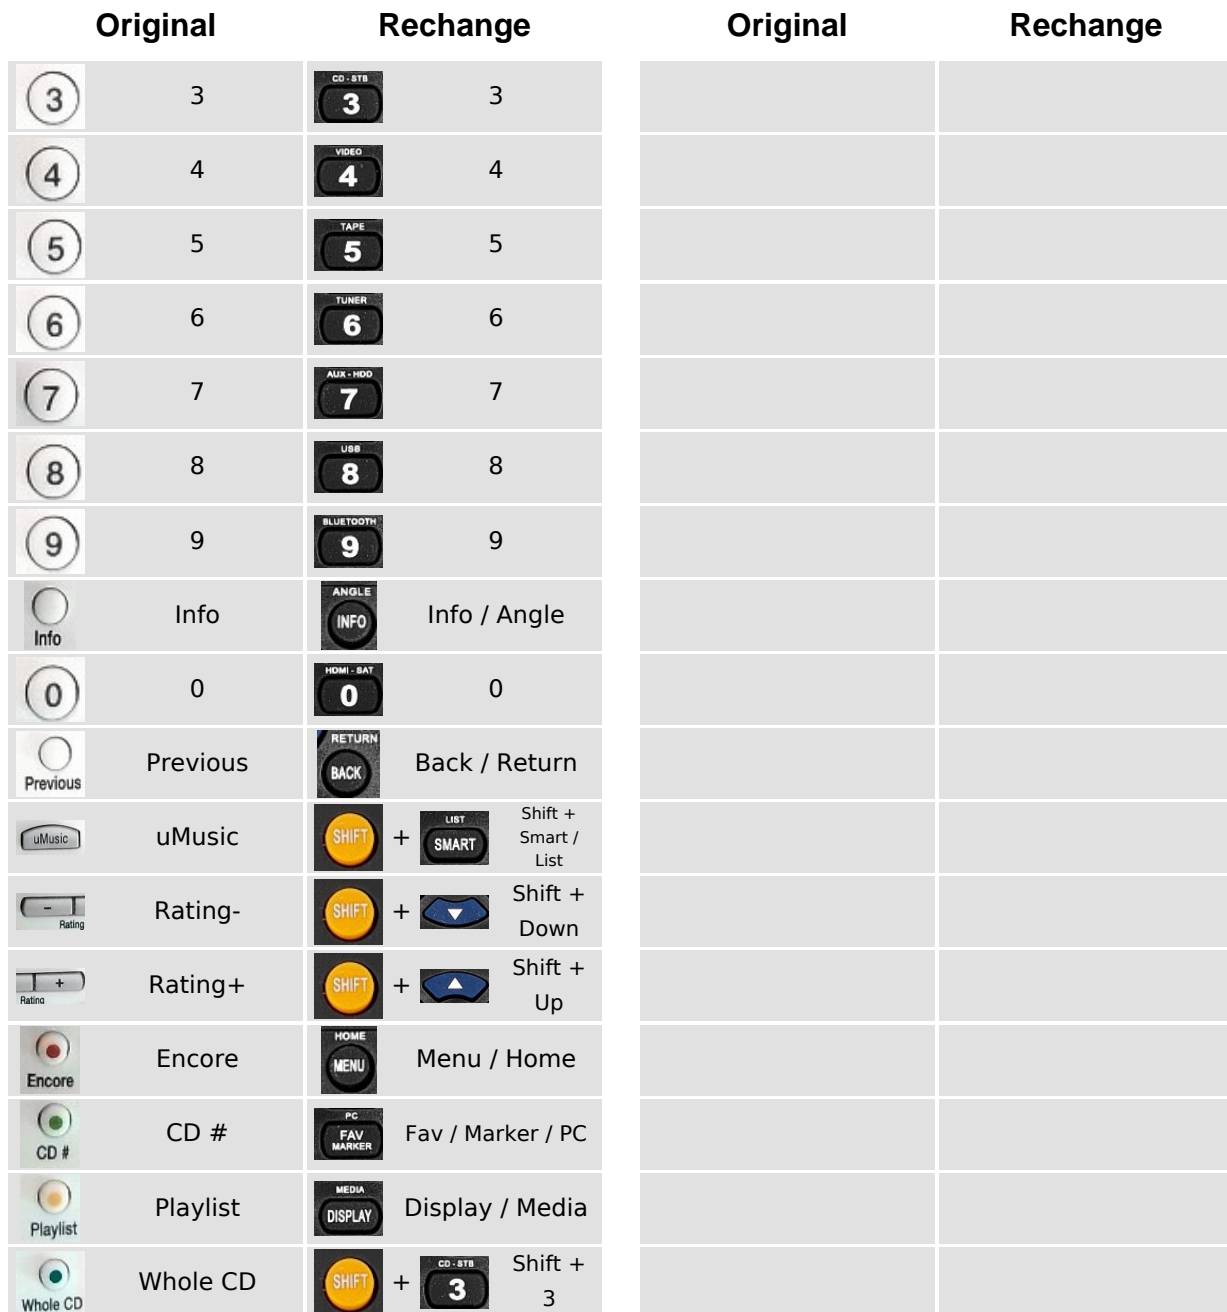 Original Rechange Original Rechange
3 3 CD - STB 3 3
4 4 VIDEO 4 4
5 5 TAPE 5 5
6 6 TUNER 6 6
7 7 AUX - HDD 7 7
8 8 USB 8 8
9 9 BLUETOOTH 9 9
Info Info ANGLE INFO Info / Angle
0 0 HDMI - SAT 0 0
Previous Previous RETURN BACK Back / Return
uMusic uMusic SHIFT + LIST SMART Shift +
Smart /
List
- Rating Rating- SHIFT + Shift +
Down
+ Rating Rating+ SHIFT + Shift +
Up
Encore Encore HOME MENU Menu / Home
CD # CD # PC FAV MARKER Fav / Marker / PC
Playlist Playlist MEDIA DISPLAY Display / Media
Whole CD Whole CD SHIFT + CD - STB 3 Shift +
3